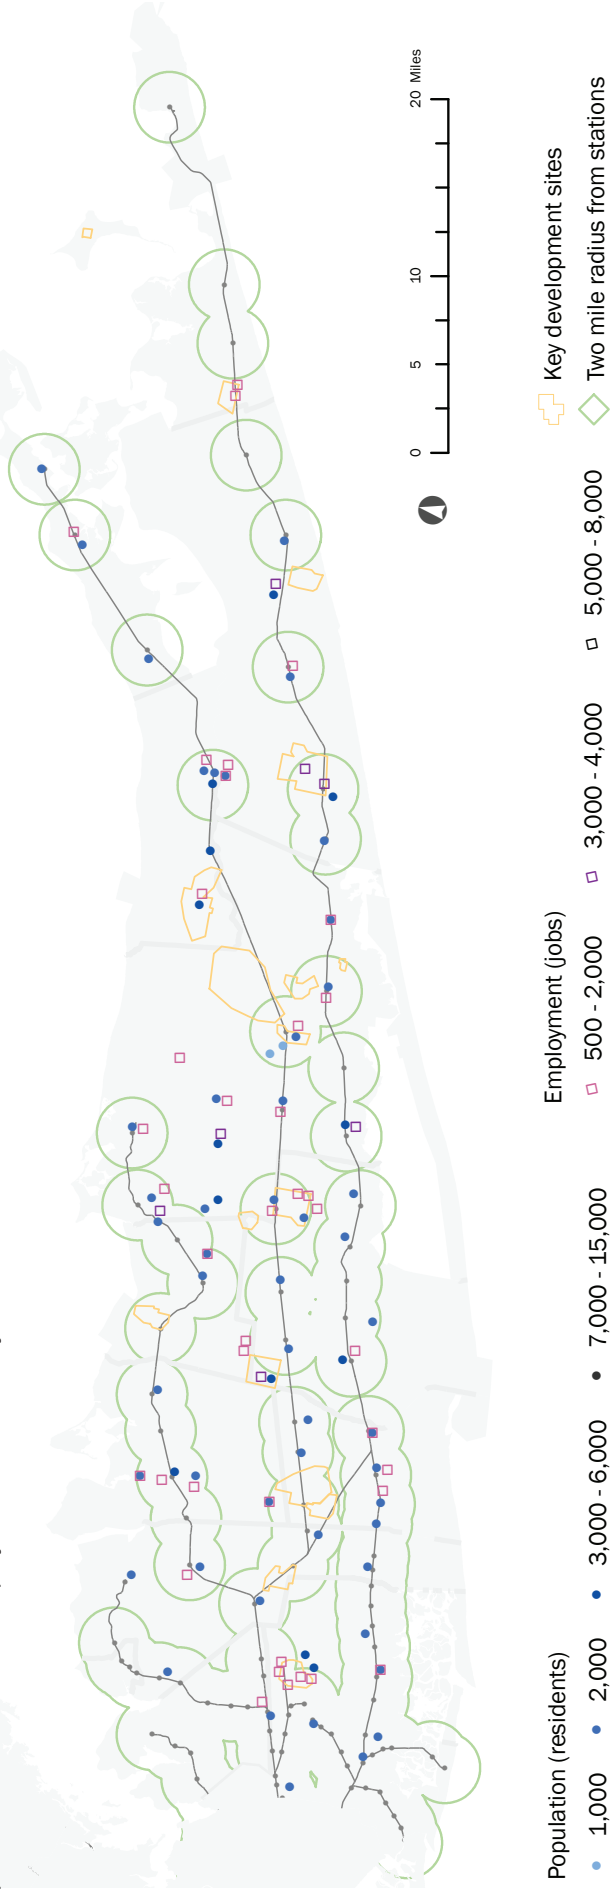 0 5 10 20 Miles
Population (residents)
1,000 2,000 3,000 - 6,000 7,000 - 15,000
Employment (jobs)
500 - 2,000 3,000 - 4,000 5,000 - 8,000
Key development sites
Two mile radius from stations